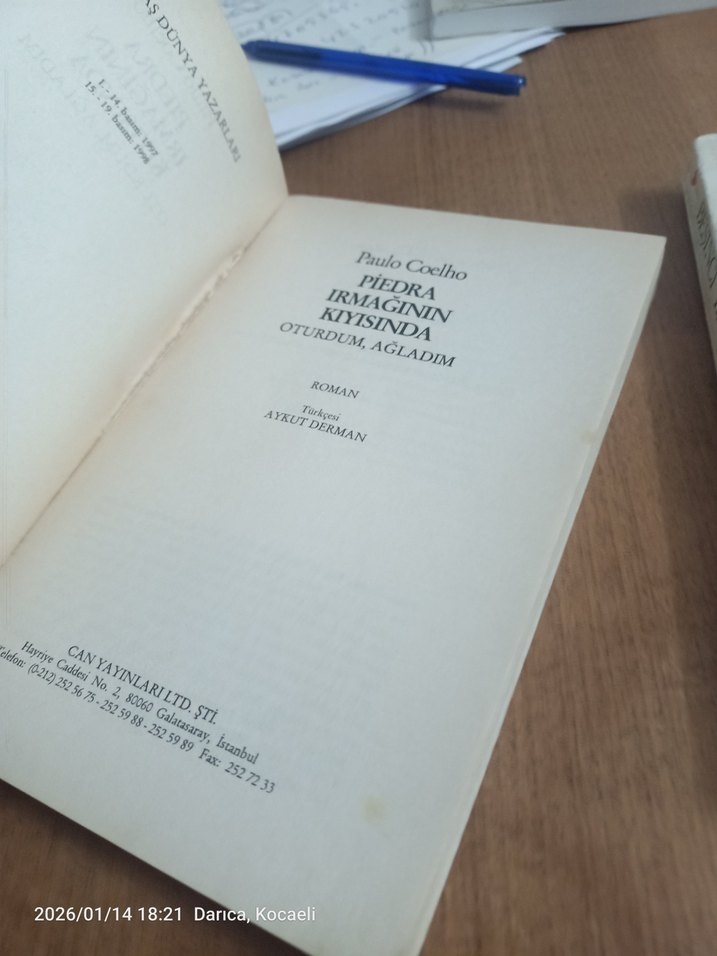 AŞ DÜNYA YAZARLARI
1. - 14. basım: 1997
15. - 19. basım: 1998
Paulo Coelho
PİEDRA
IRMAĞININ
KIYISINDA
OTURDUM, AĞLADIM
ROMAN
Türkçesi
AYKUT DERMAN
CAN YAYINLARI LTD. ŞTİ.
Hayriye Caddesi No. 2, 80060 Galatasaray, İstanbul
elefon: (0-212) 252 56 75 - 252 59 88 - 252 59 89 Fax: 252 72 33
2026/01/14 18:21 Darıca, Kocaeli